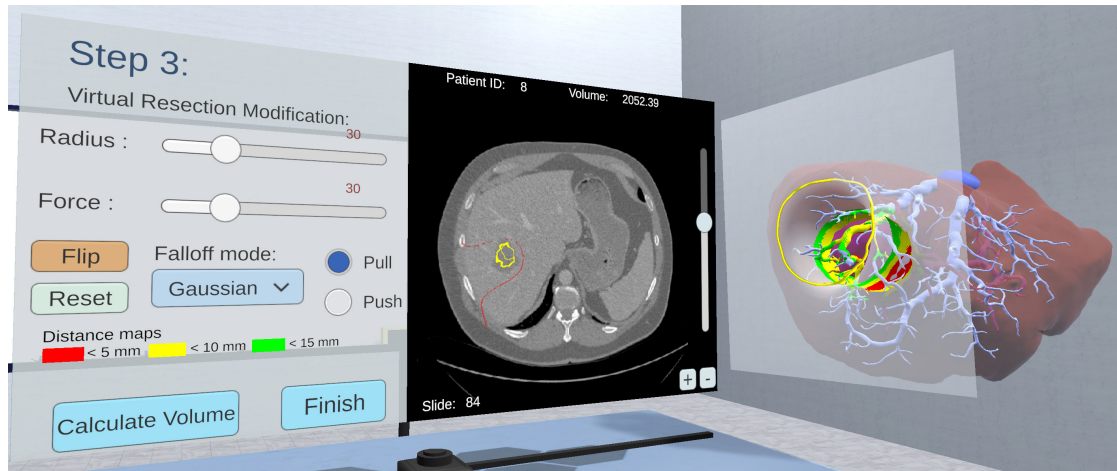 Step 3:
Virtual Resection Modification:
Radius :
30
Force :
30
Flip
Falloff mode:
Pull
Reset
Gaussian
Push
Distance maps
< 5 mm
< 10 mm
< 15 mm
Calculate Volume
Finish
Patient ID: 8
Volume: 2052.39
+ -
Slide: 84